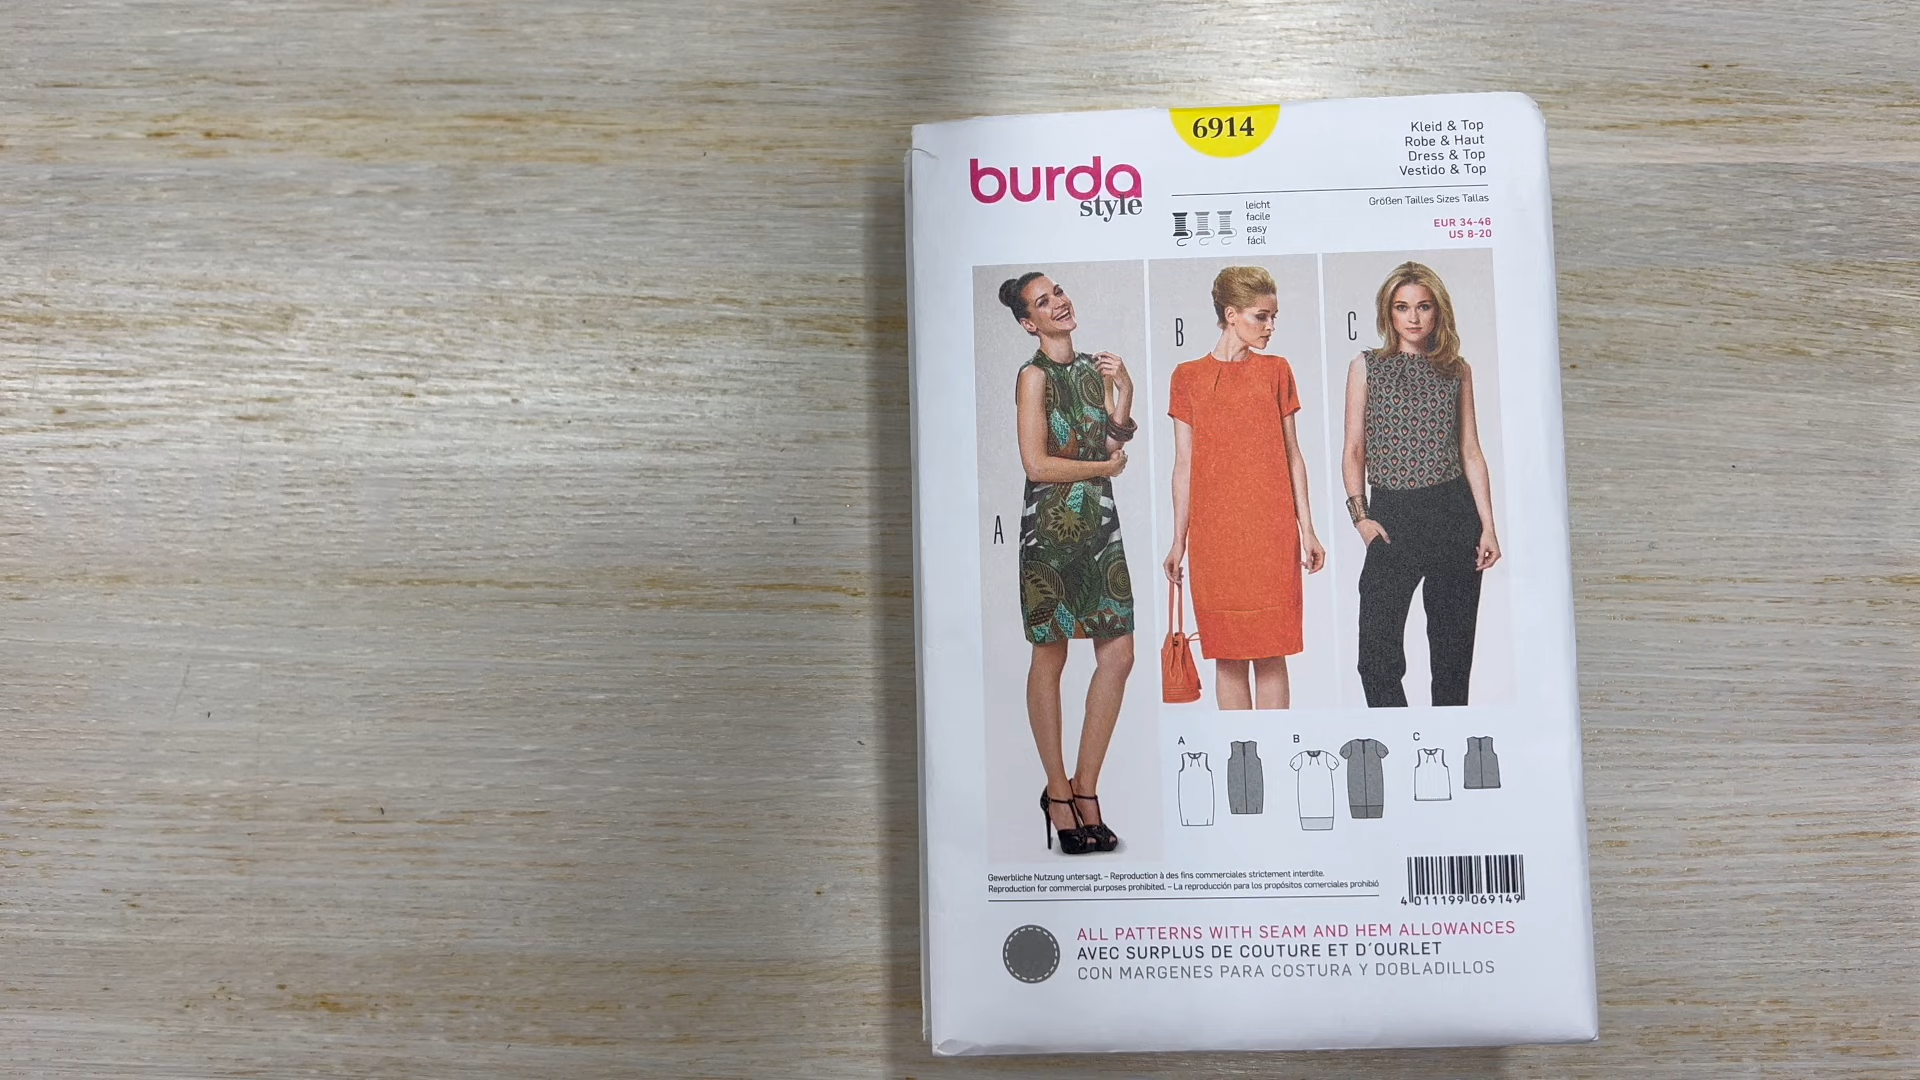 6914
burda
style
Kleid & Top
Robe & Haut
Dress & Top
Vestido & Top
Größen Tailles Sizes Tallas
EUR 34-46
US 8-20
leicht
facile
easy
fácil
A
B
C
A
B
C
Gewerbliche Nutzung untersagt. – Reproduction à des fins commerciales strictement interdite.
Reproduction for commercial purposes prohibited. – La reproducción para los propósitos comerciales prohibió
4 011199 069149
ALL PATTERNS WITH SEAM AND HEM ALLOWANCES
AVEC SURPLUS DE COUTURE ET D´OURLET
CON MARGENES PARA COSTURA Y DOBLADILLOS